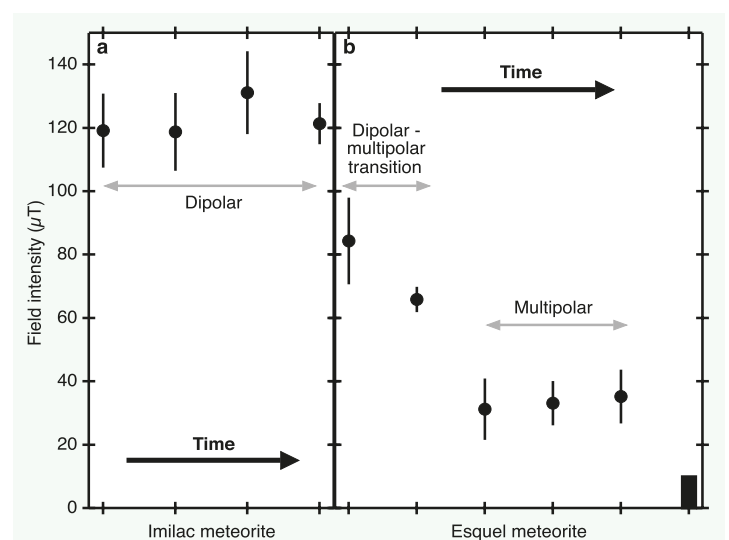 a
b
140
120
100
80
60
40
20
0
Field intensity (μT)
Dipolar
Time
Imilac meteorite
Time
Dipolar -
multipolar
transition
Multipolar
Esquel meteorite